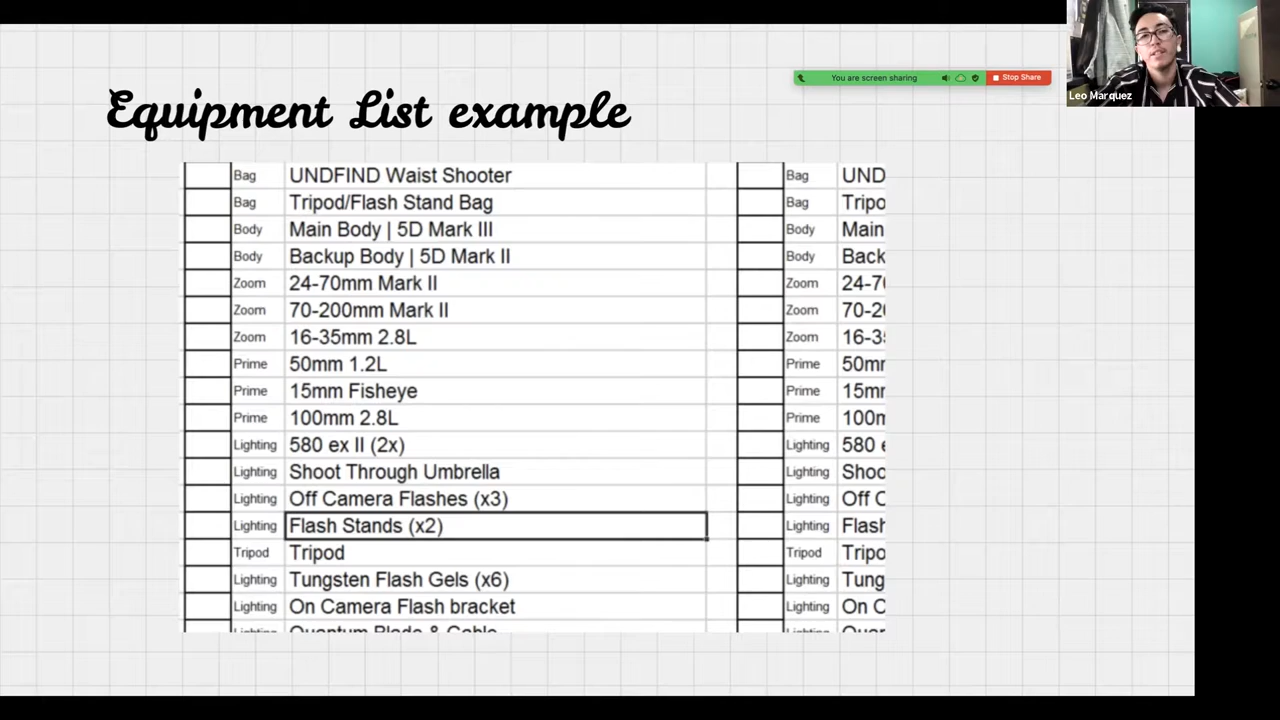 You are screen sharing
Stop Share
Leo Marquez
Equipment List example
Bag UNDFIND Waist Shooter Bag UND
Bag Tripod/Flash Stand Bag Bag Tripo
Body Main Body | 5D Mark III Body Main
Body Backup Body | 5D Mark II Body Back
Zoom 24-70mm Mark II Zoom 24-70
Zoom 70-200mm Mark II Zoom 70-20
Zoom 16-35mm 2.8L Zoom 16-35
Prime 50mm 1.2L Prime 50mm
Prime 15mm Fisheye Prime 15mm
Prime 100mm 2.8L Prime 100m
Lighting 580 ex II (2x) Lighting 580 e
Lighting Shoot Through Umbrella Lighting Shoo
Lighting Off Camera Flashes (x3) Lighting Off C
Lighting Flash Stands (x2) Lighting Flash
Tripod Tripod Tripod Tripo
Lighting Tungsten Flash Gels (x6) Lighting Tung
Lighting On Camera Flash bracket Lighting On C
Lighting Quantum Blade & Cable Lighting Quan